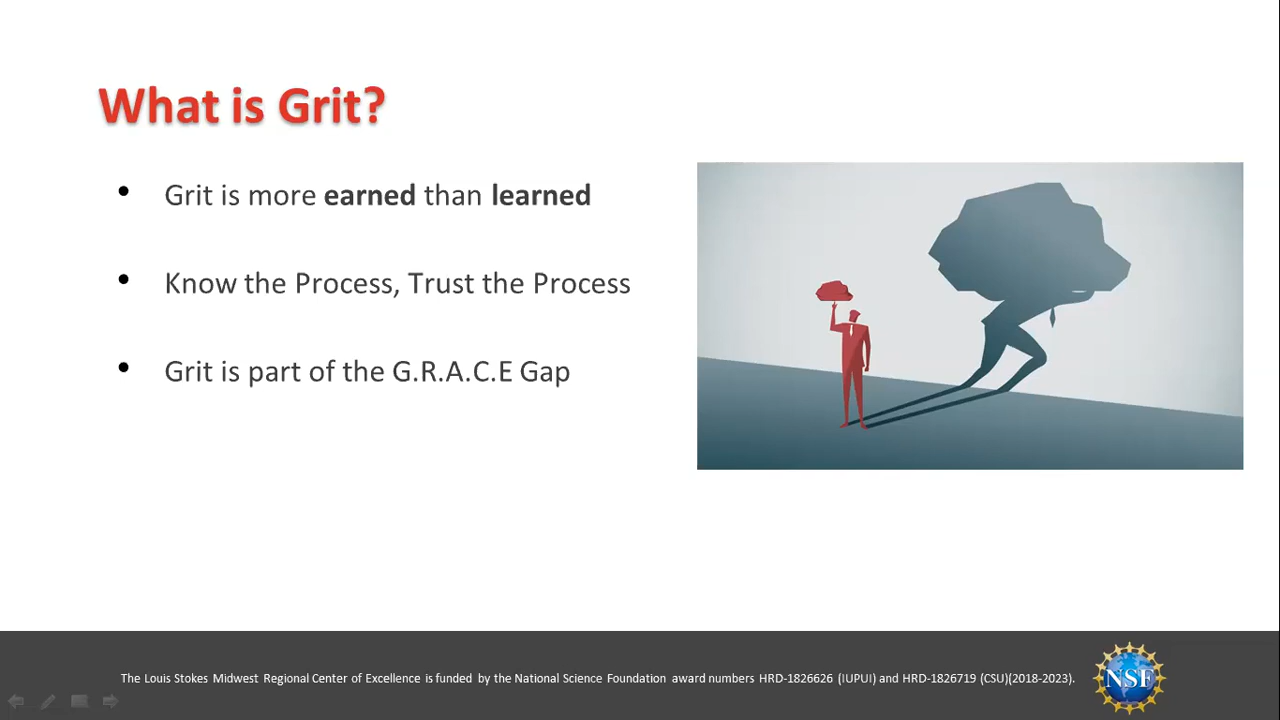 What is Grit?
• Grit is more earned than learned
• Know the Process, Trust the Process
• Grit is part of the G.R.A.C.E Gap
The Louis Stokes Midwest Regional Center of Excellence is funded by the National Science Foundation award numbers HRD-1826626 (IUPUI) and HRD-1826719 (CSU)(2018-2023).
NSF